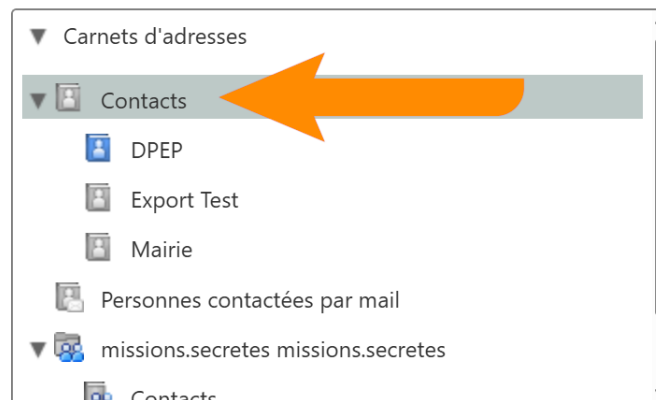 Carnets d'adresses
Contacts
DPEP
Export Test
Mairie
Personnes contactées par mail
missions.secretes missions.secretes
Contacts